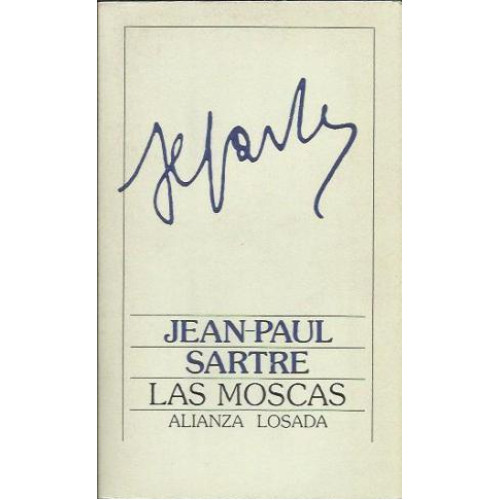 JEAN-PAUL
SARTRE
LAS MOSCAS
ALIANZA LOSADA